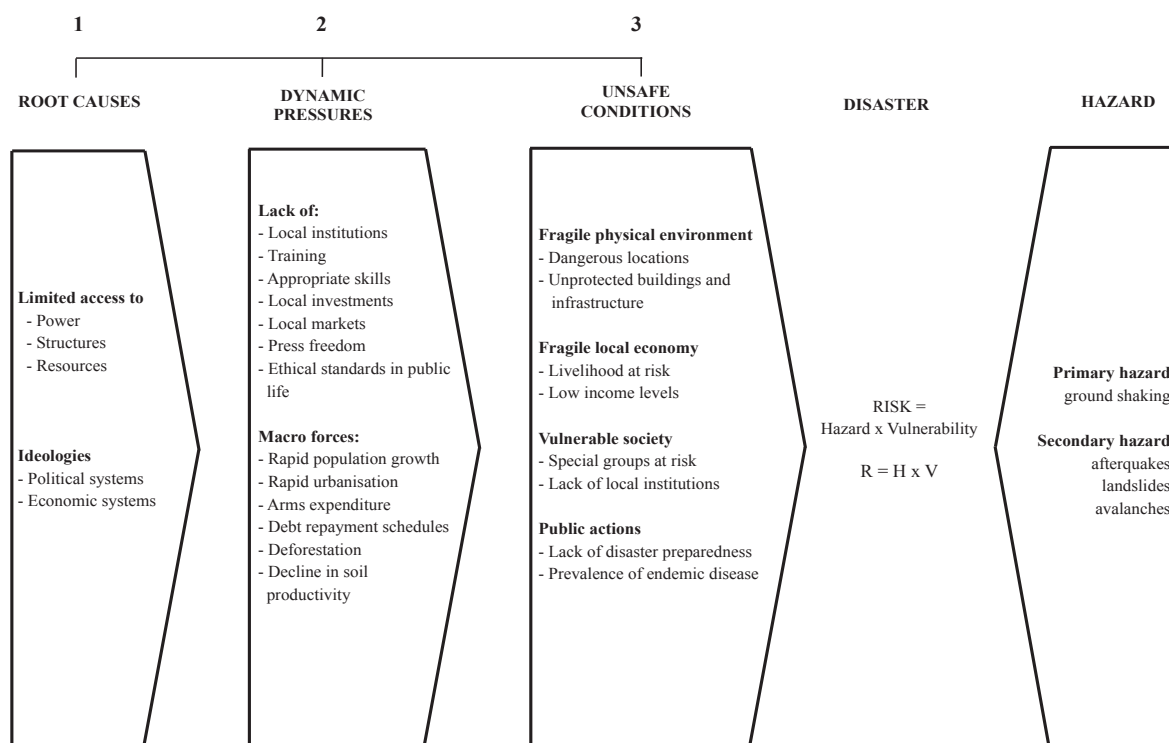 1
2
3
ROOT CAUSES
DYNAMIC
PRESSURES
UNSAFE
CONDITIONS
DISASTER
HAZARD
Limited access to
- Power
- Structures
- Resources
Ideologies
- Political systems
- Economic systems
Lack of:
- Local institutions
- Training
- Appropriate skills
- Local investments
- Local markets
- Press freedom
- Ethical standards in public
life
Macro forces:
- Rapid population growth
- Rapid urbanisation
- Arms expenditure
- Debt repayment schedules
- Deforestation
- Decline in soil
productivity
Fragile physical environment
- Dangerous locations
- Unprotected buildings and
infrastructure
Fragile local economy
- Livelihood at risk
- Low income levels
Vulnerable society
- Special groups at risk
- Lack of local institutions
Public actions
- Lack of disaster preparedness
- Prevalence of endemic disease
RISK =
Hazard x Vulnerability
R = H x V
Primary hazard
ground shaking
Secondary hazard
afterquakes
landslides
avalanches